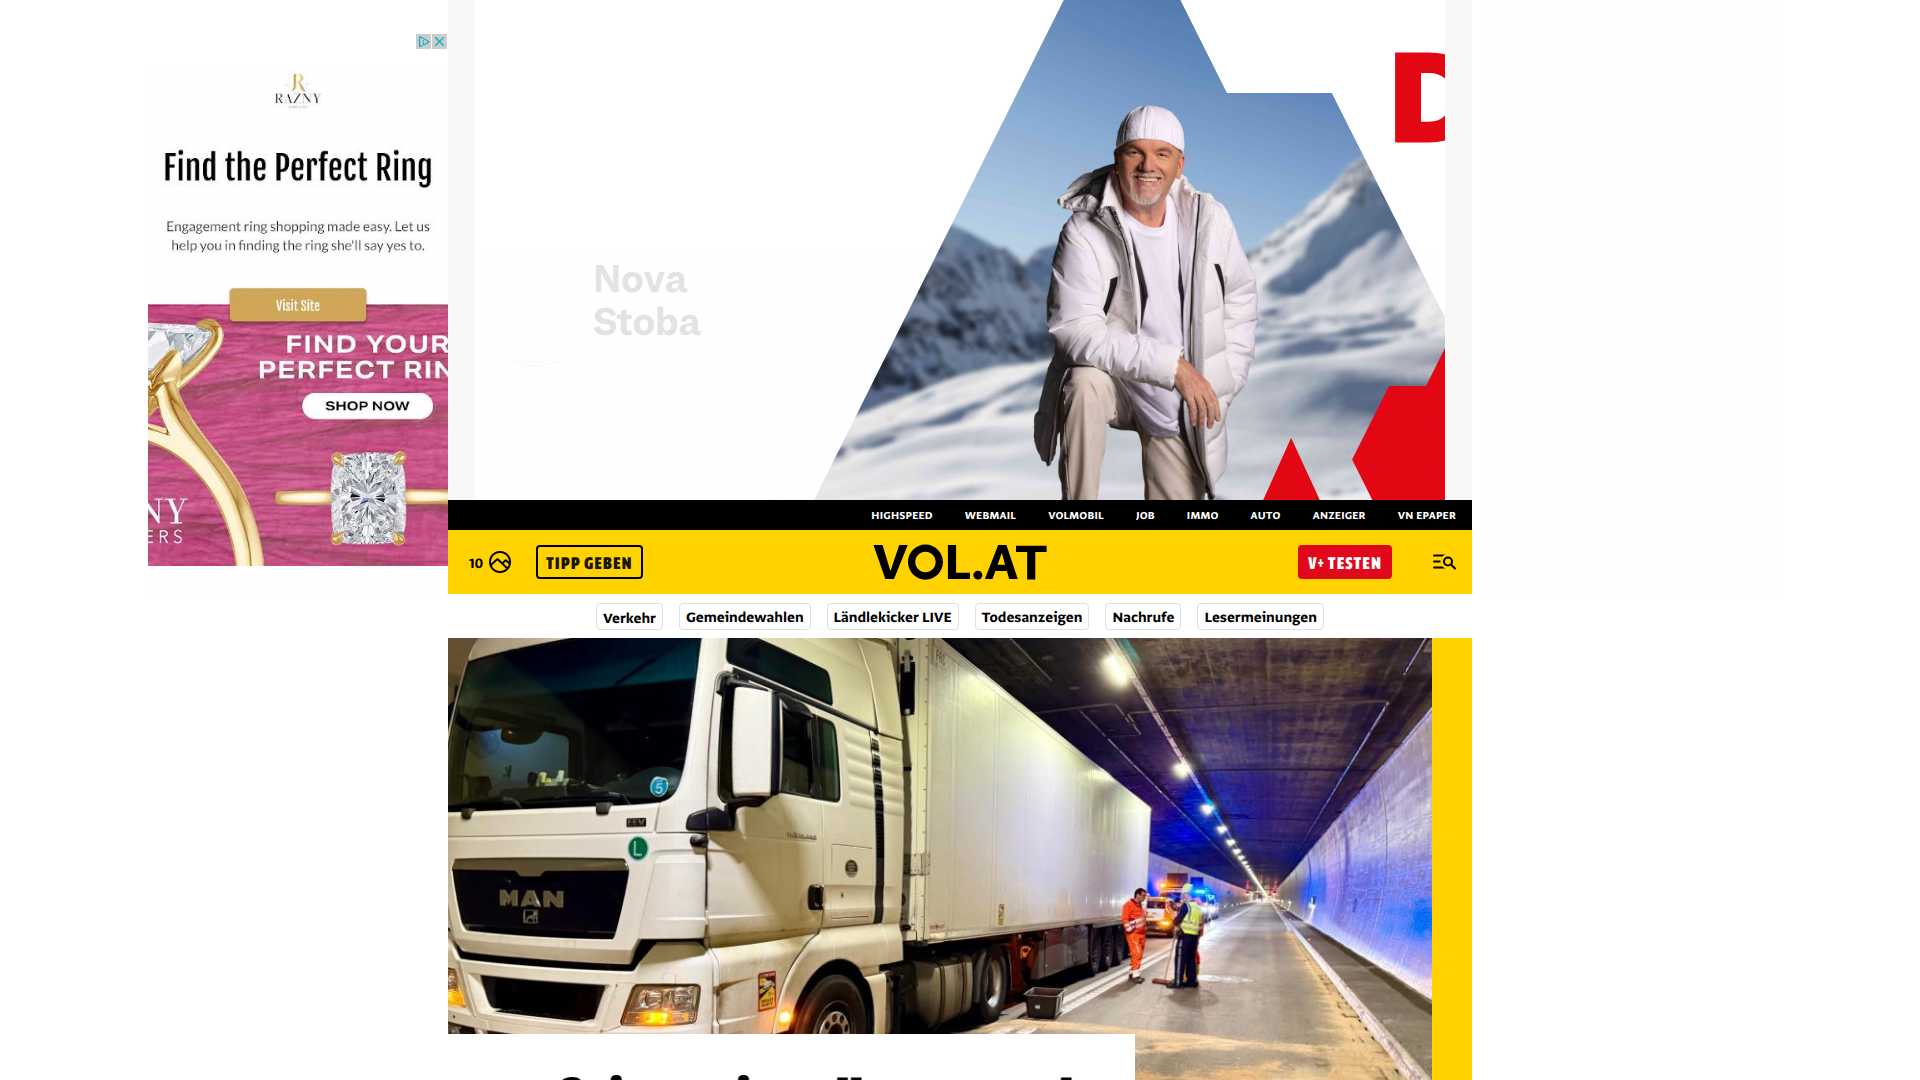 RAZNY
Find the Perfect Ring
Engagement ring shopping made easy. Let us
help you in finding the ring she'll say yes to.
Visit Site
FIND YOUR
PERFECT RIN
SHOP NOW
NY
ERS
Nova
Stoba
D
HIGHSPEED WEBMAIL VOLMOBIL JOB IMMO AUTO ANZEIGER VN EPAPER
10 TIPP GEBEN VOL.AT V+ TESTEN
Verkehr Gemeindewahlen Ländlekicker LIVE Todesanzeigen Nachrufe Lesermeinungen
5
L
MAN